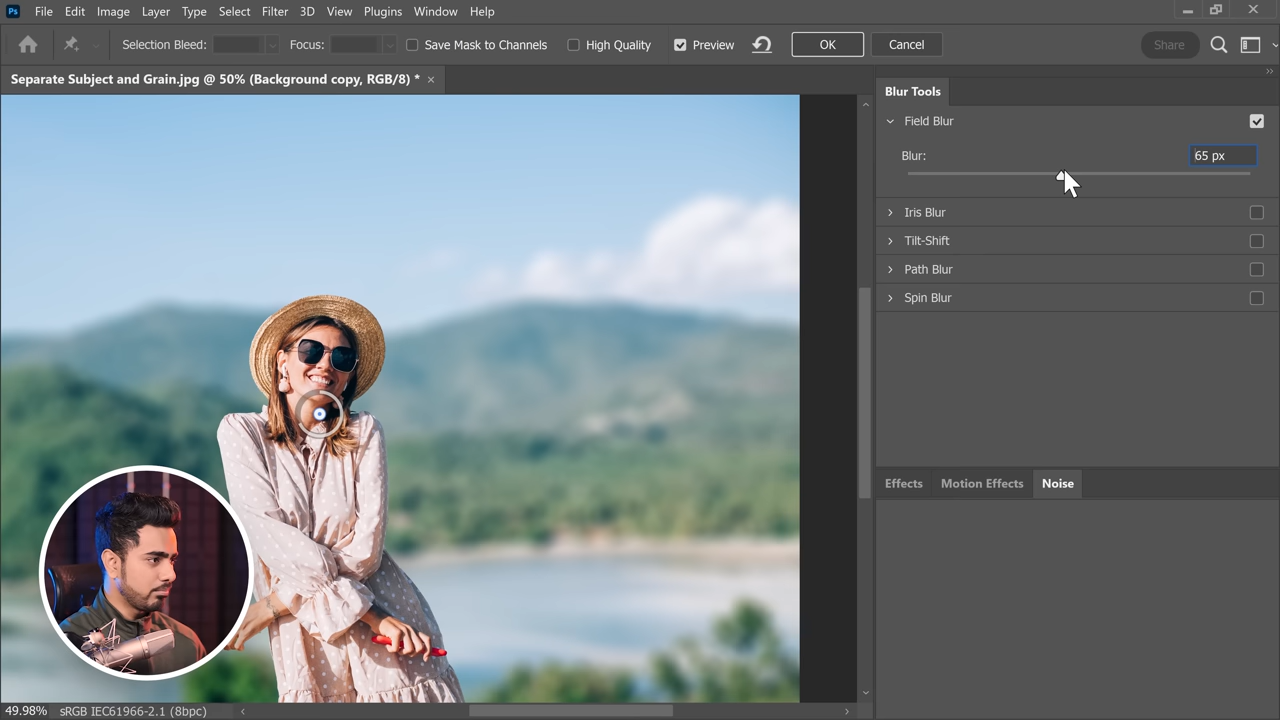 Ps File Edit Image Layer Type Select Filter 3D View Plugins Window Help
Selection Bleed: Focus: Save Mask to Channels High Quality Preview OK Cancel Share
Separate Subject and Grain.jpg @ 50% (Background copy, RGB/8) * ×
Blur Tools
Field Blur
Blur: 65 px
Iris Blur
Tilt-Shift
Path Blur
Spin Blur
Effects Motion Effects Noise
49.98% sRGB IEC61966-2.1 (8bpc)